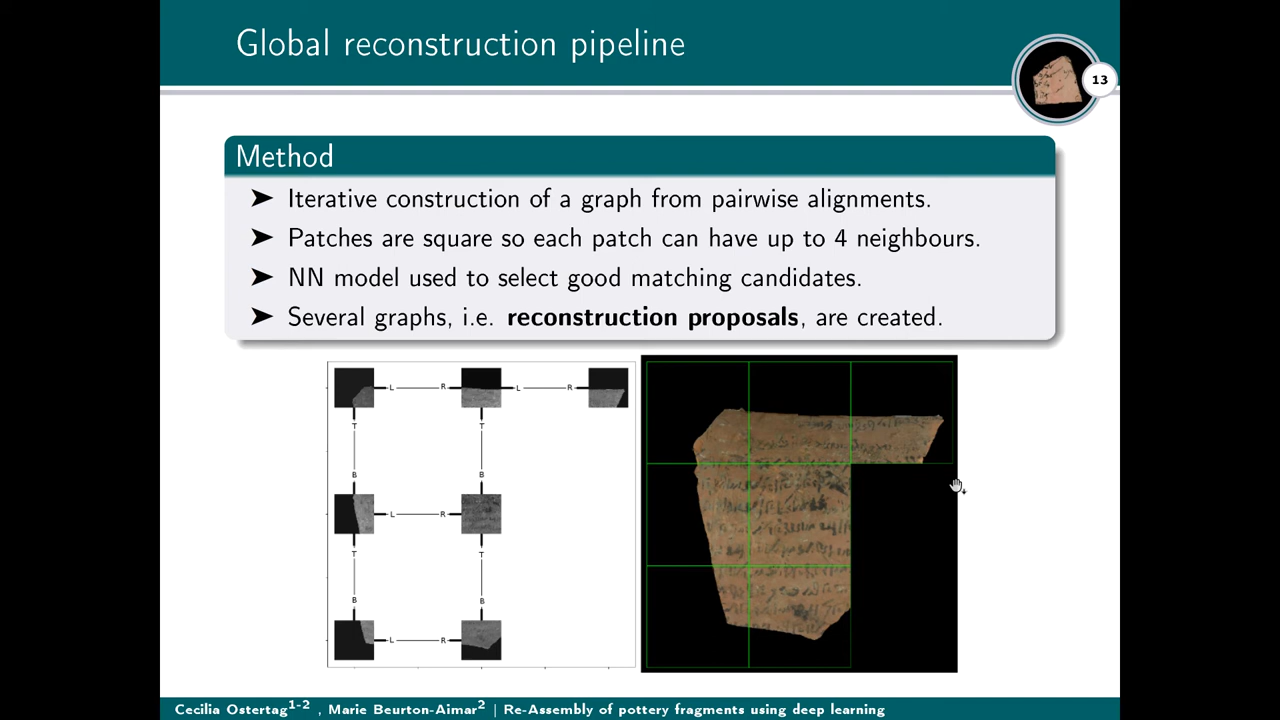 Global reconstruction pipeline
13
Method
➤ Iterative construction of a graph from pairwise alignments.
➤ Patches are square so each patch can have up to 4 neighbours.
➤ NN model used to select good matching candidates.
➤ Several graphs, i.e. reconstruction proposals, are created.
L R L R
T T
B B
L R
T T
B B
L R
Cecilia Ostertag1-2 , Marie Beurton-Aimar2 | Re-Assembly of pottery fragments using deep learning